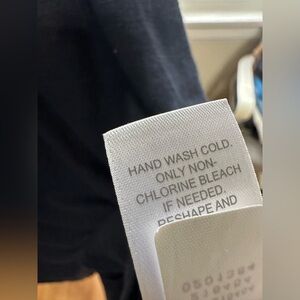 HAND WASH COLD.
ONLY NON-
CHLORINE BLEACH
IF NEEDED.
RESHAPE AND